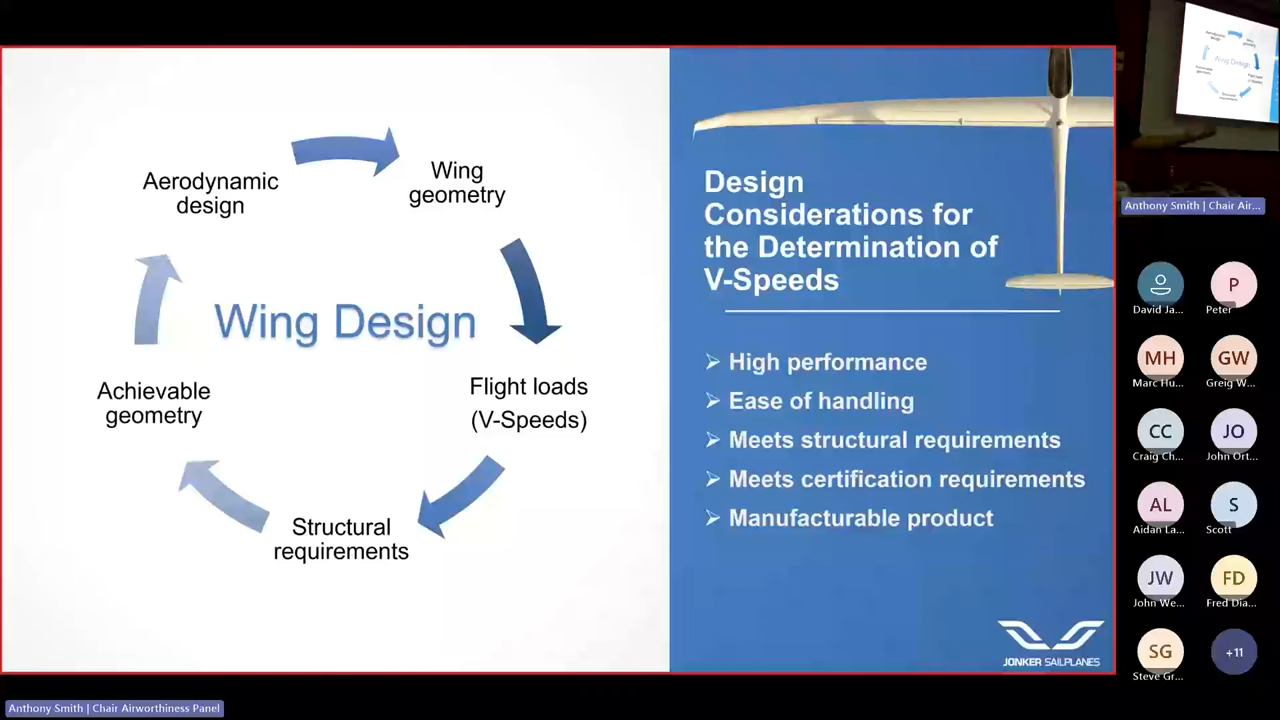 Aerodynamic
design
Wing
geometry
Wing Design
Flight loads
(V-Speeds)
Achievable
geometry
Structural
requirements
Design
Considerations for
the Determination of
V-Speeds
➢ High performance
➢ Ease of handling
➢ Meets structural requirements
➢ Meets certification requirements
➢ Manufacturable product
JONKER SAILPLANES
Wing Design
Anthony Smith | Chair Air...
David Ja...
P
Peter
MH
Marc Hu...
GW
Greig W...
CC
Craig Ch...
JO
John Ort...
AL
Aidan La...
S
Scott
JW
John We...
FD
Fred Dia...
SG
Steve Gr...
+11
Anthony Smith | Chair Airworthiness Panel